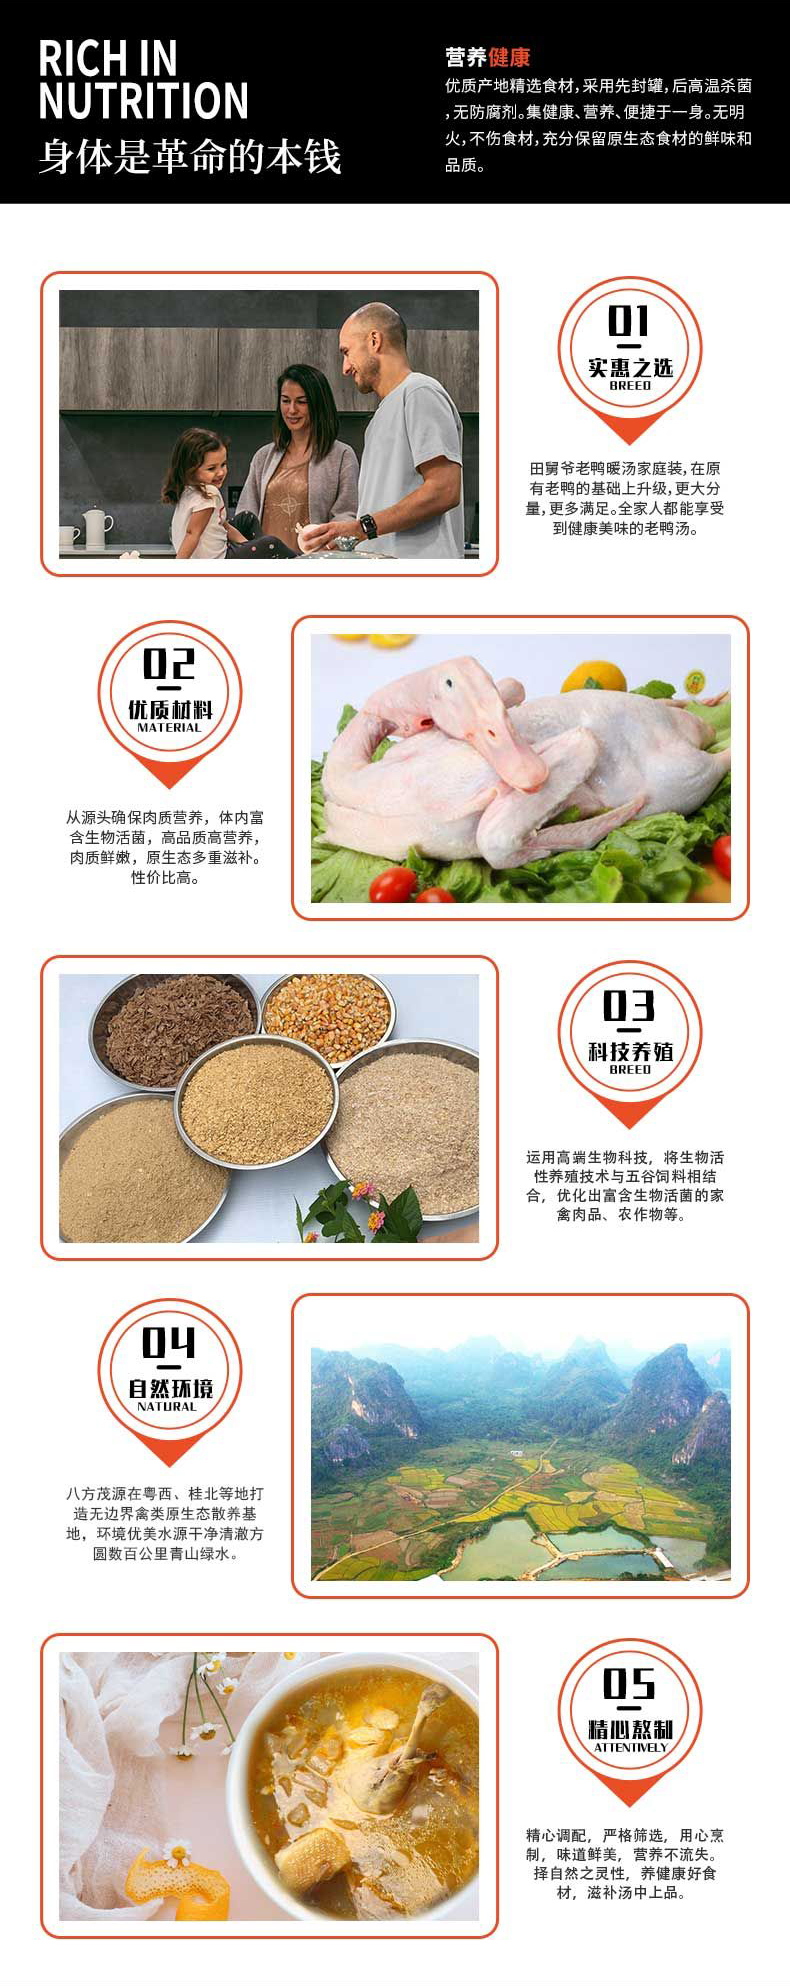 RICH IN
NUTRITION
身体是革命的本钱
营养健康
优质产地精选食材,采用先封罐,后高温杀菌
,无防腐剂。集健康、营养、便捷于一身。无明
火,不伤食材,充分保留原生态食材的鲜味和
品质。
01
实惠之选
BREED
田舅爷老鸭暖汤家庭装,在原
有老鸭的基础上升级,更大分
量,更多满足。全家人都能享受
到健康美味的老鸭汤。
02
优质材料
MATERIAL
从源头确保肉质营养，体内富
含生物活菌，高品质高营养，
肉质鲜嫩，原生态多重滋补。
性价比高。
03
科技养殖
BREED
运用高端生物科技，将生物活
性养殖技术与五谷饲料相结
合，优化出富含生物活菌的家
禽肉品、农作物等。
04
自然环境
NATURAL
八方茂源在粤西、桂北等地打
造无边界禽类原生态散养基
地，环境优美水源干净清澈方
圆数百公里青山绿水。
05
精心熬制
ATTENTIVELY
精心调配，严格筛选，用心烹
制，味道鲜美，营养不流失。
择自然之灵性，养健康好食
材，滋补汤中上品。